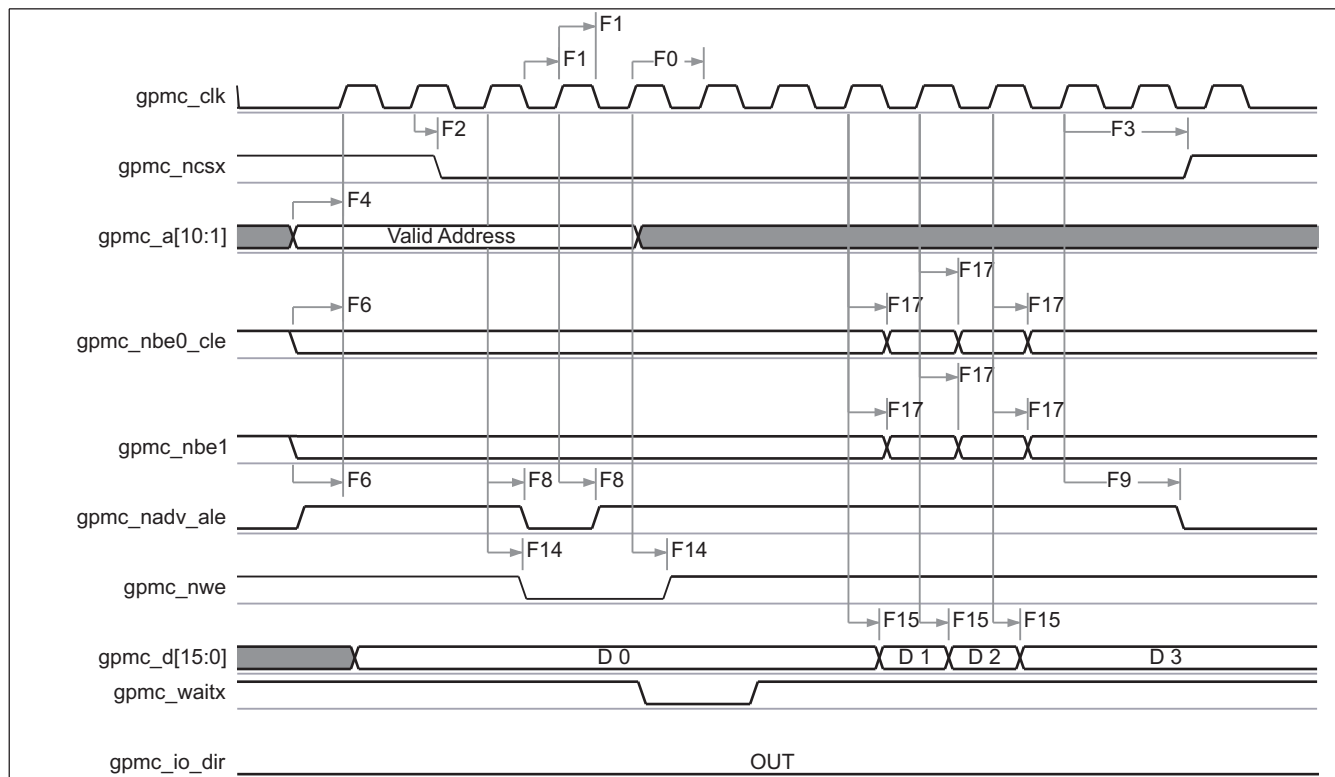 F1
F1 F0
gpmc_clk
F2 F3
gpmc_ncsx
F4
gpmc_a[10:1] Valid Address
F17
F6 F17 F17
gpmc_nbe0_cle
F17
F17 F17
gpmc_nbe1
F6 F8 F8 F9
gpmc_nadv_ale
F14 F14
gpmc_nwe
F15 F15 F15
gpmc_d[15:0] D 0 D 1 D 2 D 3
gpmc_waitx
gpmc_io_dir OUT